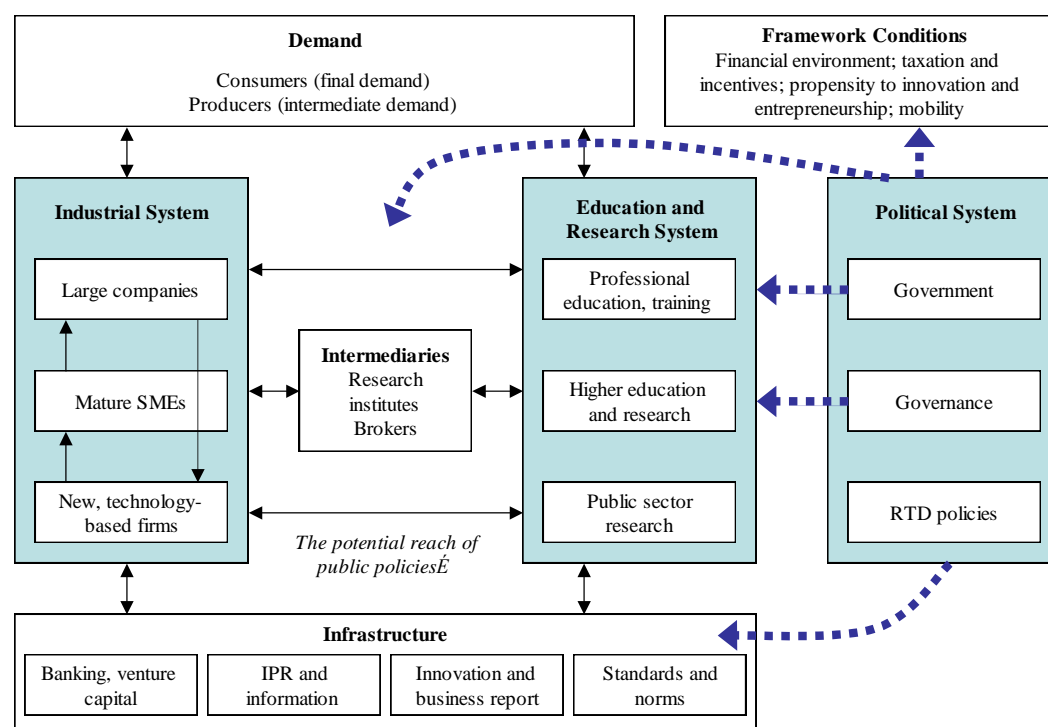 Demand
Consumers (final demand)
Producers (intermediate demand)
Framework Conditions
Financial environment; taxation and
incentives; propensity to innovation and
entrepreneurship; mobility
Industrial System
Large companies
Mature SMEs
New, technology-
based firms
Intermediaries
Research
institutes
Brokers
The potential reach of
public policiesÉ
Education and
Research System
Professional
education, training
Higher education
and research
Public sector
research
Political System
Government
Governance
RTD policies
Infrastructure
Banking, venture
capital
IPR and
information
Innovation and
business report
Standards and
norms